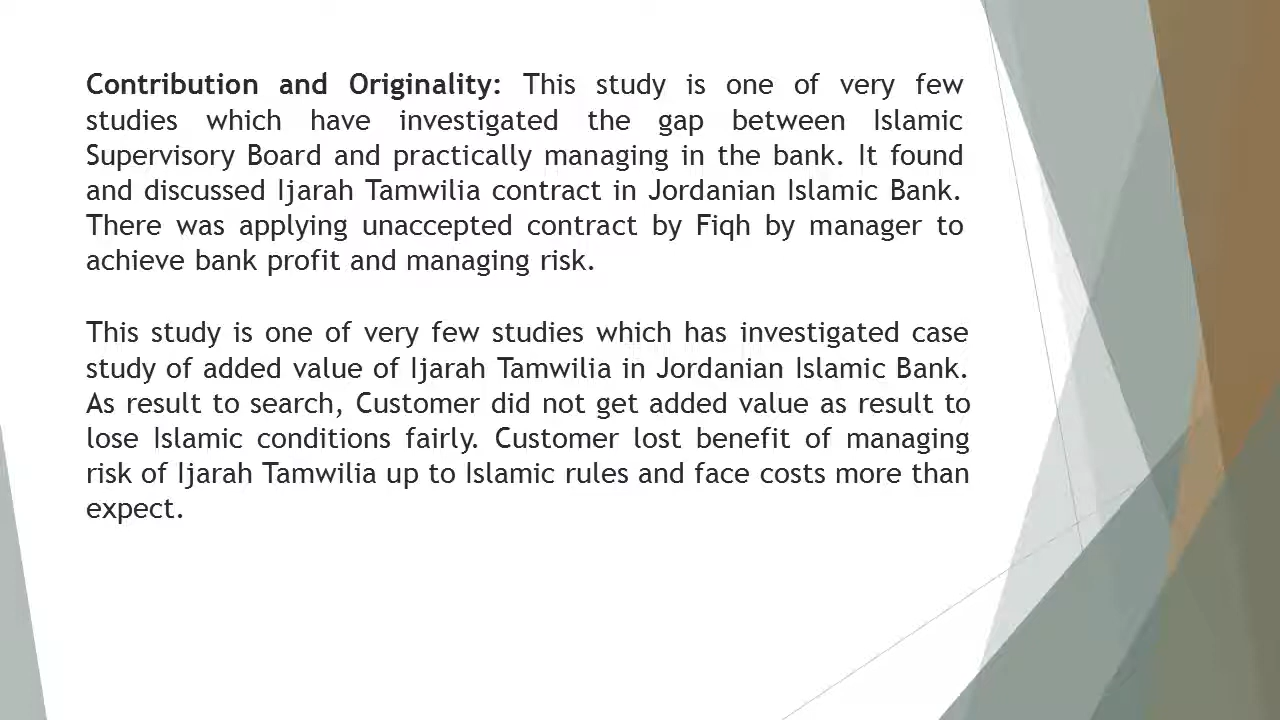 Contribution and Originality: This study is one of very few
studies which have investigated the gap between Islamic
Supervisory Board and practically managing in the bank. It found
and discussed Ijarah Tamwilia contract in Jordanian Islamic Bank.
There was applying unaccepted contract by Fiqh by manager to
achieve bank profit and managing risk.
This study is one of very few studies which has investigated case
study of added value of Ijarah Tamwilia in Jordanian Islamic Bank.
As result to search, Customer did not get added value as result to
lose Islamic conditions fairly. Customer lost benefit of managing
risk of Ijarah Tamwilia up to Islamic rules and face costs more than
expect.